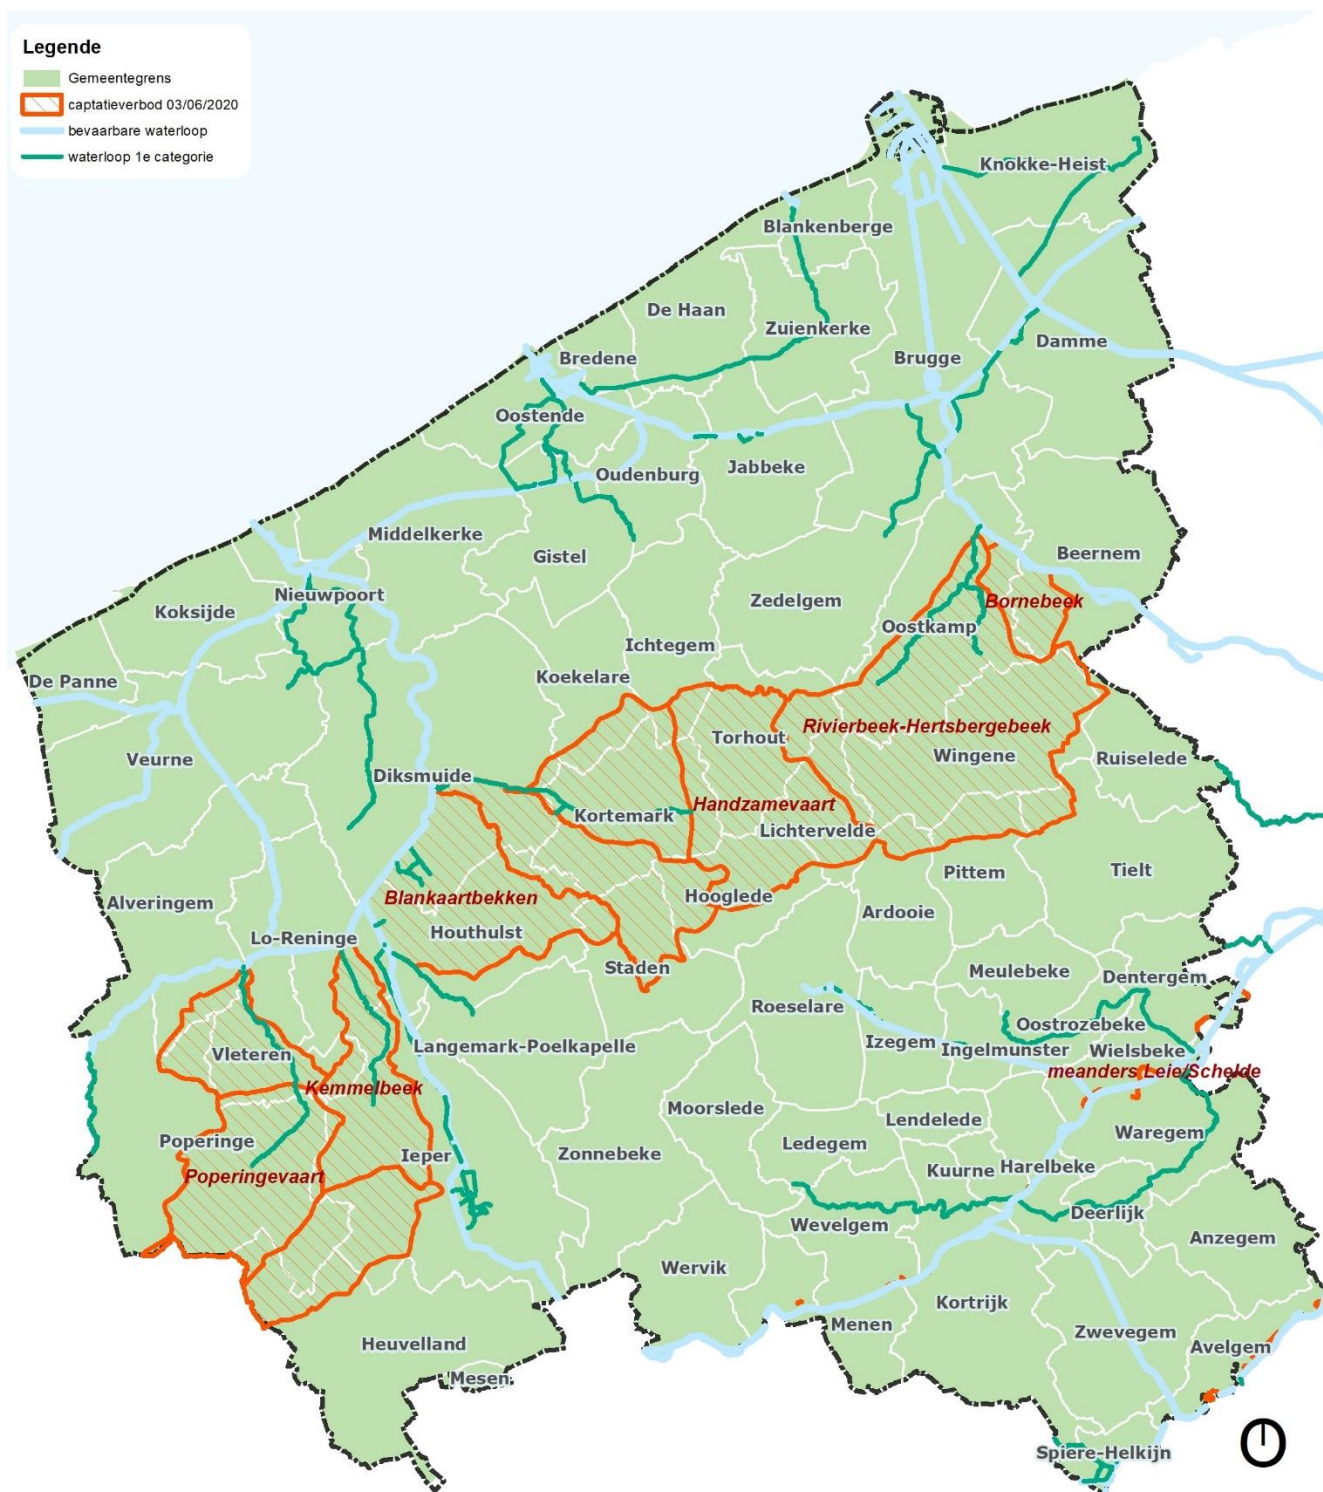 Legende
Gemeentegrens
captatieverbod 03/06/2020
bevaarbare waterloop
waterloop 1e categorie
Knokke-Heist
Blankenberge
De Haan
Zuienkerke
Damme
Bredene
Brugge
Oostende
Jabbeke
Oudenburg
Middelkerke
Gistel
Beernem
Nieuwpoort
Koksijde
Zedelgem
Bornebeek
Oostkamp
Ichtegem
Koekelare
De Panne
Rivierbeek-Hertsbergebeek
Torhout
Wingene
Veurne
Ruiselede
Diksmuide
Handzamevaart
Kortemark
Lichtervelde
Pittem
Tielt
Blankaartbekken
Hooglede
Alveringem
Ardooie
Houthulst
Lo-Reninge
Staden
Meulebeke
Dentergem
Roeselare
Oostrozebeke
Izegem
Langemark-Poelkapelle
Ingelmunster
Wielsbeke
Vleteren
meanders Leie/Schelde
Kemmelbeek
Moorslede
Lendelede
Waregem
Poperinge
Ledegem
Zonnebeke
Ieper
Kuurne
Harelbeke
Poperingevaart
Deerlijk
Wevelgem
Anzegem
Wervik
Kortrijk
Menen
Zwevegem
Heuvelland
Avelgem
Mesen
Spiere-Helkijn